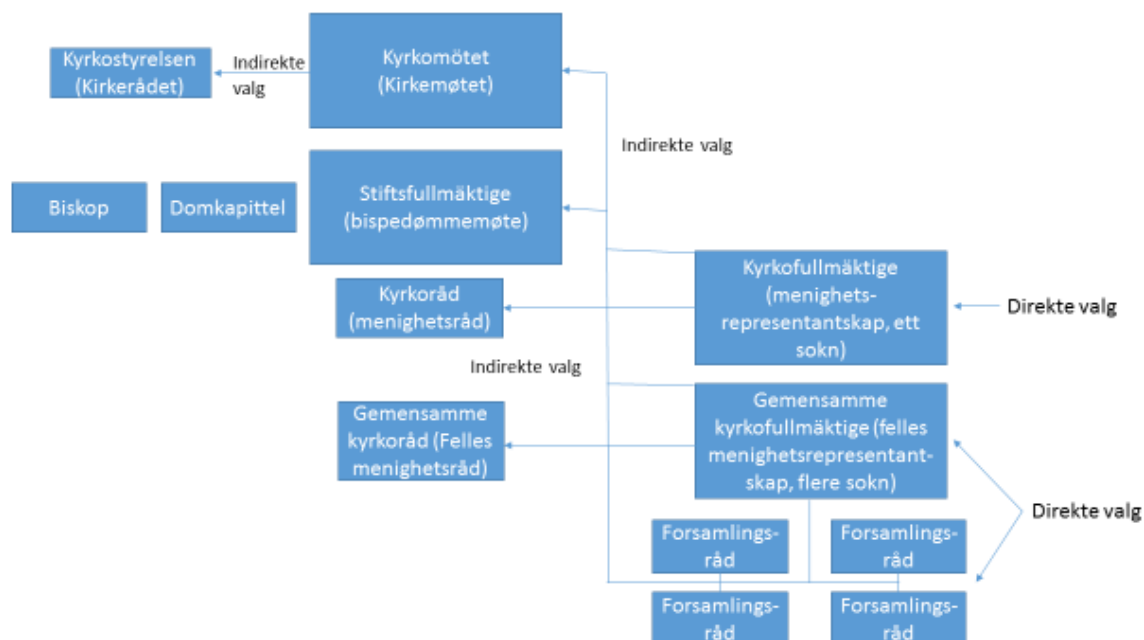 Kyrkostyrelsen
(Kirkerådet)
Indirekte
valg
Kyrkomötet
(Kirkemøtet)
Indirekte valg
Biskop
Domkapittel
Stiftsfullmäktige
(bispedømmemøte)
Kyrkoråd
(menighetsråd)
Kyrkofullmäktige
(menighets-
representantskap, ett
sokn)
Direkte valg
Indirekte valg
Gemensamme
kyrkoråd (Felles
menighetsråd)
Gemensamme
kyrkofullmäktige (felles
menighetsrepresentant-
skap, flere sokn)
Direkte valg
Forsamlings-
råd
Forsamlings-
råd
Forsamlings-
råd
Forsamlings-
råd